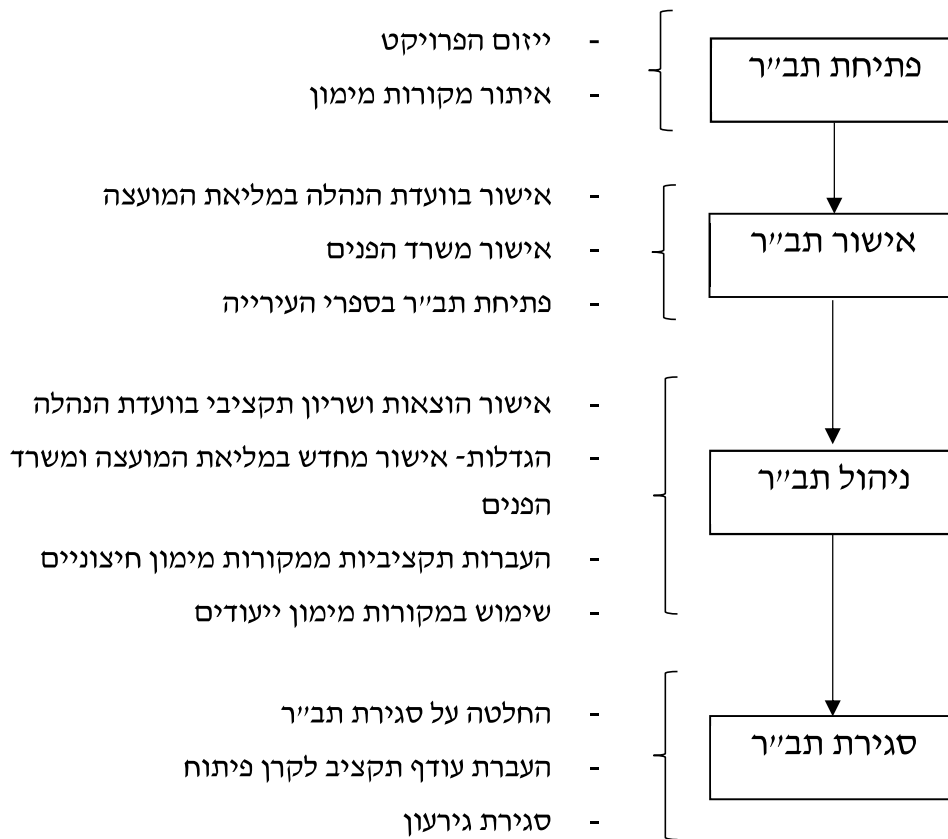 פתיחת תב״ר
- ייזום הפרויקט
- איתור מקורות מימון
אישור תב״ר
- אישור בוועדת הנהלה במליאת המועצה
- אישור משרד הפנים
- פתיחת תב״ר בספרי העירייה
ניהול תב״ר
- אישור הוצאות ושריון תקציבי בוועדת הנהלה
- הגדלות- אישור מחדש במליאת המועצה ומשרד
הפנים
- העברות תקציביות ממקורות מימון חיצוניים
- שימוש במקורות מימון ייעודים
סגירת תב״ר
- החלטה על סגירת תב״ר
- העברת עודף תקציב לקרן פיתוח
- סגירת גירעון